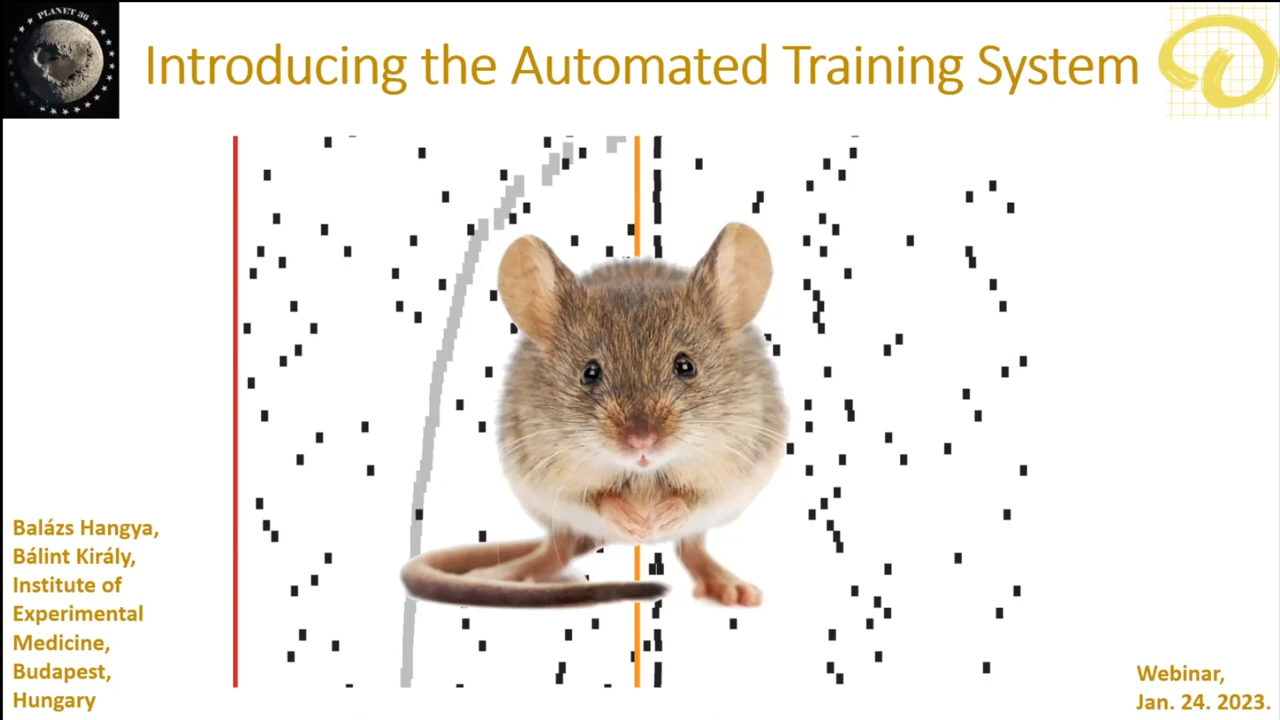 PLANET 36
Introducing the Automated Training System
Balázs Hangya,
Bálint Király,
Institute of
Experimental
Medicine,
Budapest,
Hungary
Webinar,
Jan. 24. 2023.